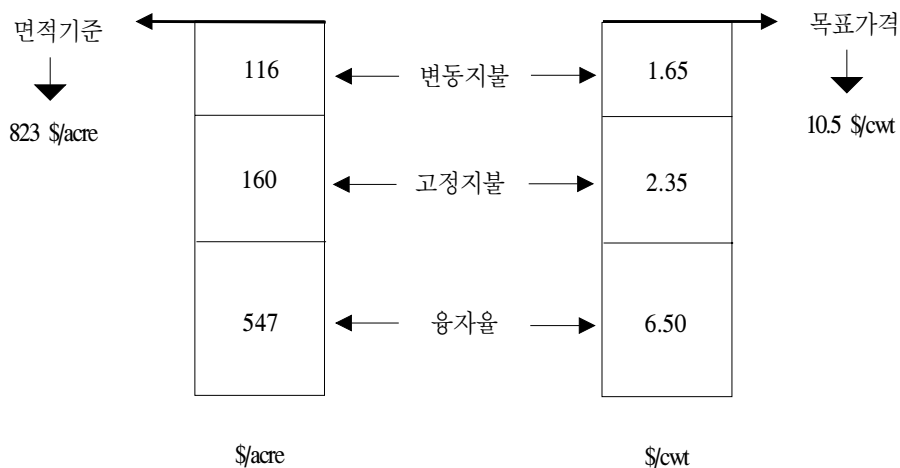 면적기준
823 $/acre
116
변동지불
1.65
목표가격
10.5 $/cwt
160
고정지불
2.35
547
융자율
6.50
$/acre
$/cwt